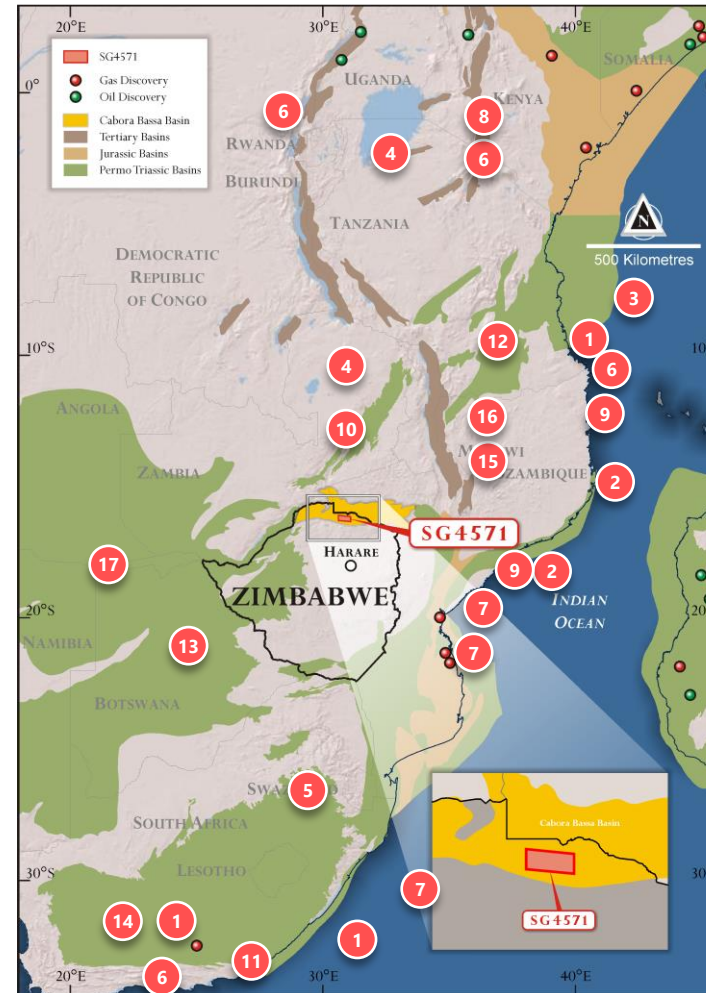 20°E
30°E
40°E
SG4571
Gas Discovery
Oil Discovery
Cabora Bassa Basin
Tertiary Basins
Jurassic Basins
Permo Triassic Basins
0°
UGANDA
KENYA
SOMALIA
6
8
RWANDA
4
6
BURUNDI
TANZANIA
N
500 Kilometres
DEMOCRATIC
REPUBLIC
OF CONGO
3
10°S
12
1
10
4
6
ANGOLA
10
16
9
15
ZAMBIA
2
SG4571
HARARE
17
9
2
ZIMBABWE
INDIAN
OCEAN
7
20°S
NAMIBIA
13
7
BOTSWANA
5
SOUTH AFRICA
Cabora Bassa Basin
LESOTHO
30°S
7
SG4571
14
1
1
11
6
20°E
30°E
40°E